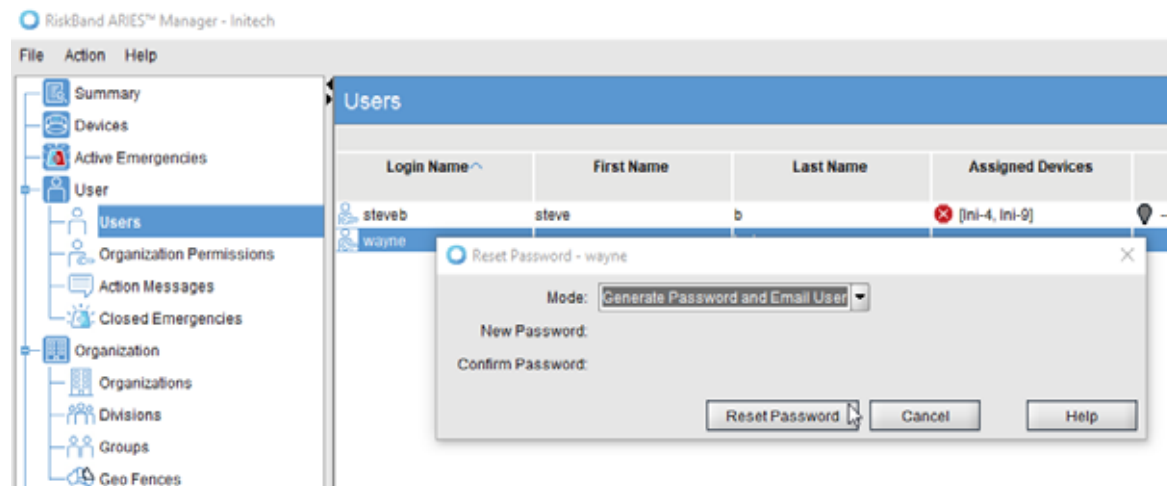 RiskBand ARIES™ Manager - Initech
File Action Help
Summary
Devices
Active Emergencies
User
Users
Organization Permissions
Action Messages
Closed Emergencies
Organization
Organizations
Divisions
Groups
Geo Fences
Users
Login Name First Name Last Name Assigned Devices
steveb steve b [Ini-4, Ini-9]
wayne
Reset Password - wayne
Mode: Generate Password and Email User
New Password:
Confirm Password:
Reset Password Cancel Help